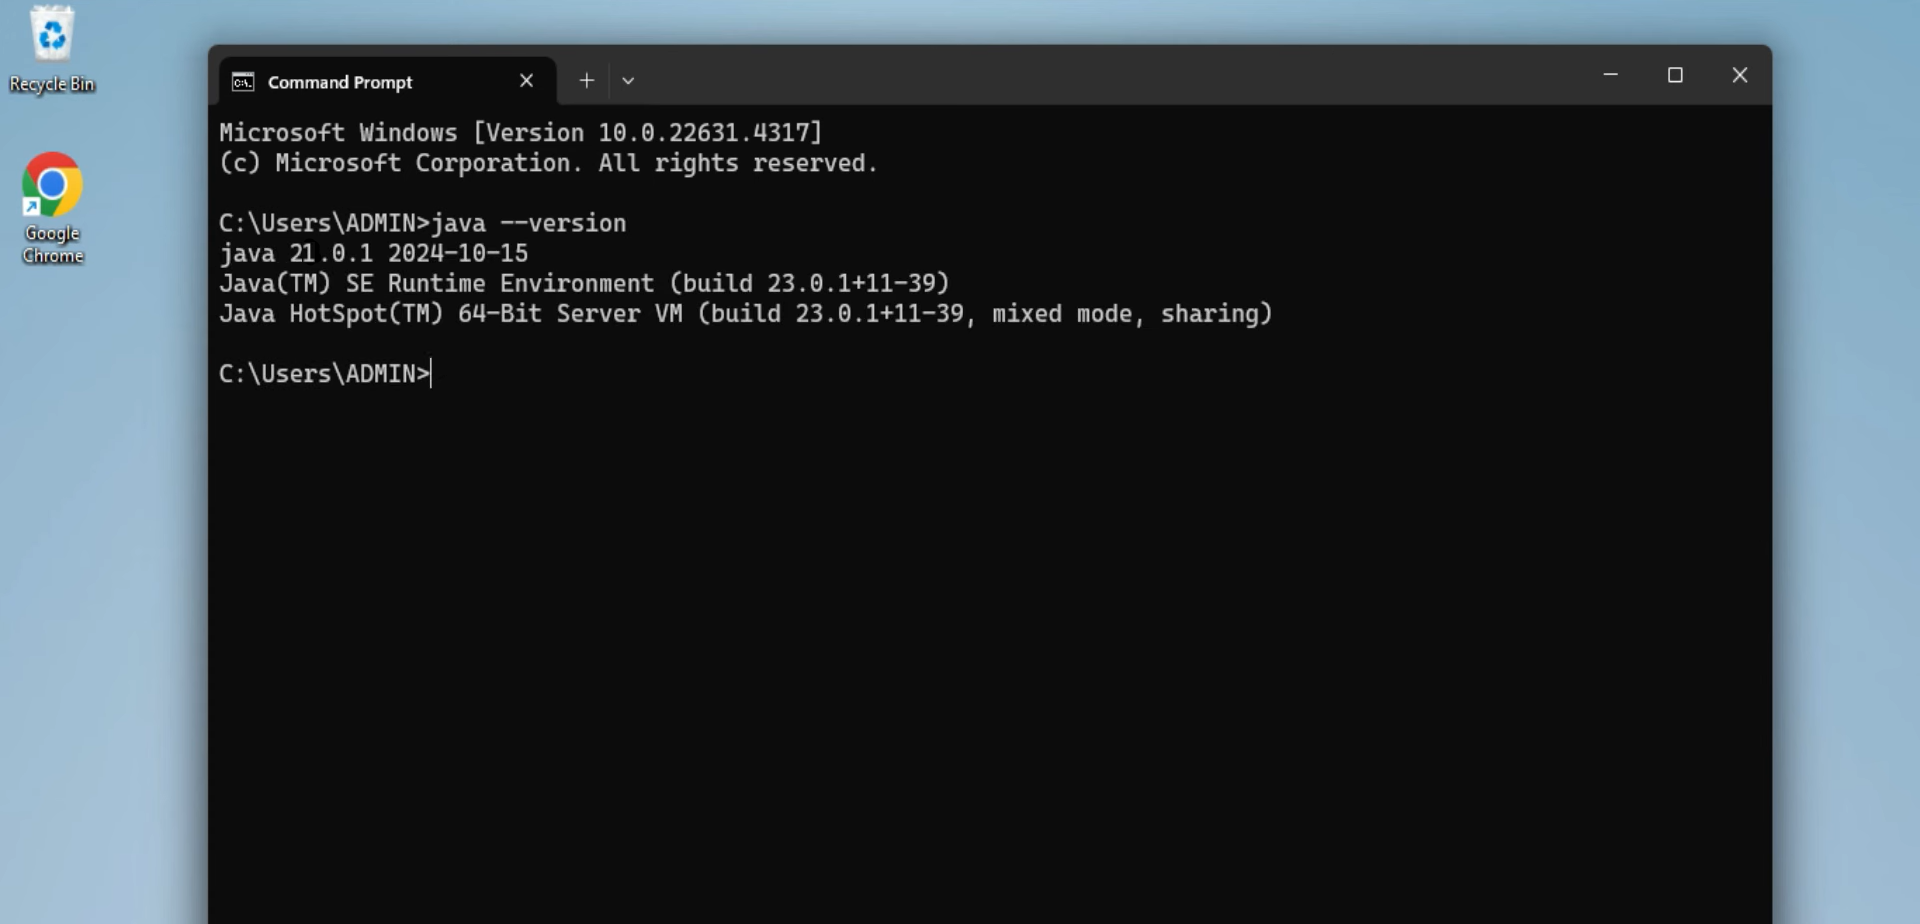 Recycle Bin
Google
Chrome
Command Prompt
Microsoft Windows [Version 10.0.22631.4317]
(c) Microsoft Corporation. All rights reserved.
C:\Users\ADMIN>java --version
java 21.0.1 2024-10-15
Java(TM) SE Runtime Environment (build 23.0.1+11-39)
Java HotSpot(TM) 64-Bit Server VM (build 23.0.1+11-39, mixed mode, sharing)
C:\Users\ADMIN>